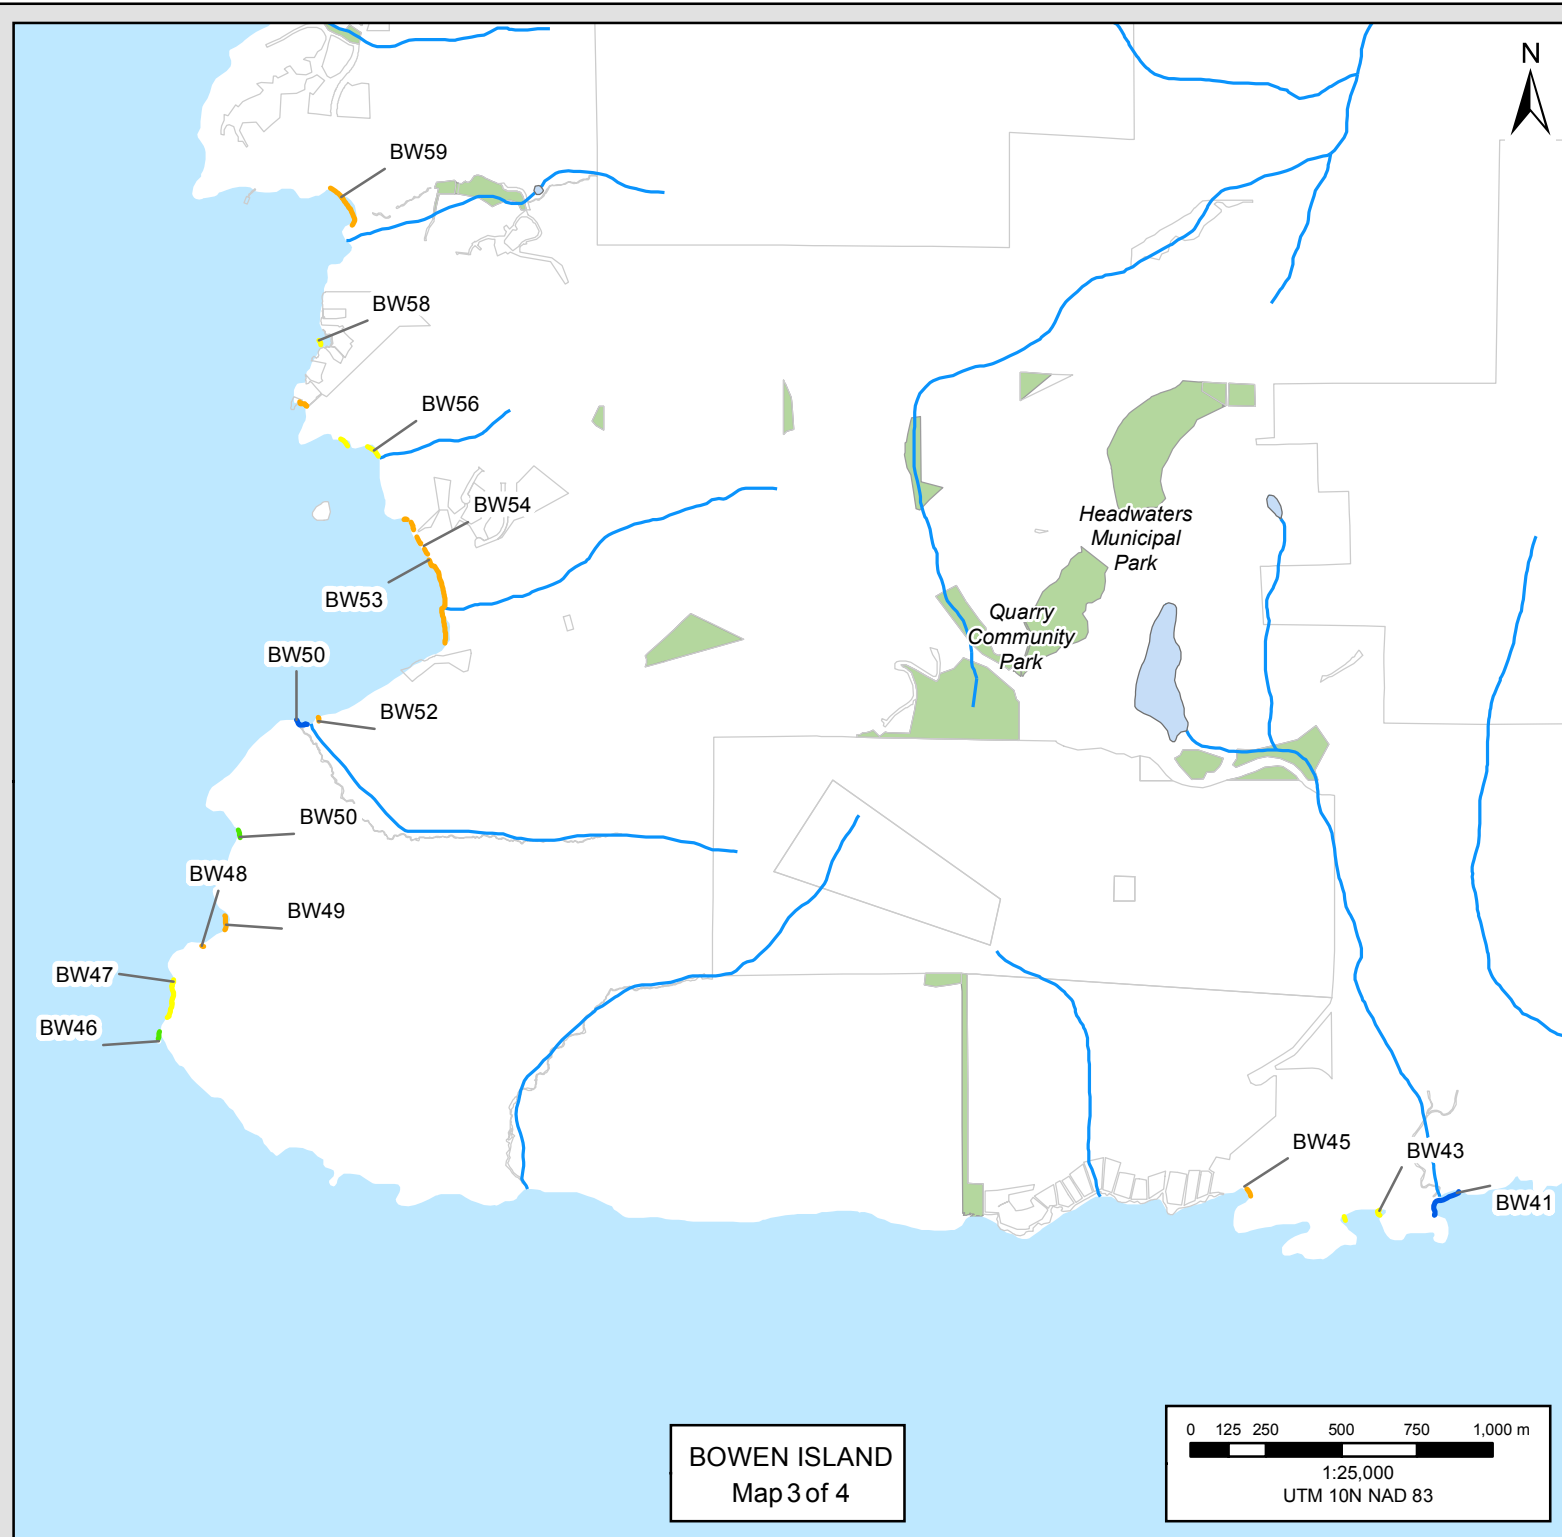 N
BW59
BW58
BW56
BW54
BW53
BW50
BW52
BW50
BW48
BW49
BW47
BW46
Headwaters
Municipal
Park
Quarry
Community
Park
BW45
BW43
BW41
BOWEN ISLAND
Map 3 of 4
0 125 250 500 750 1,000 m
1:25,000
UTM 10N NAD 83